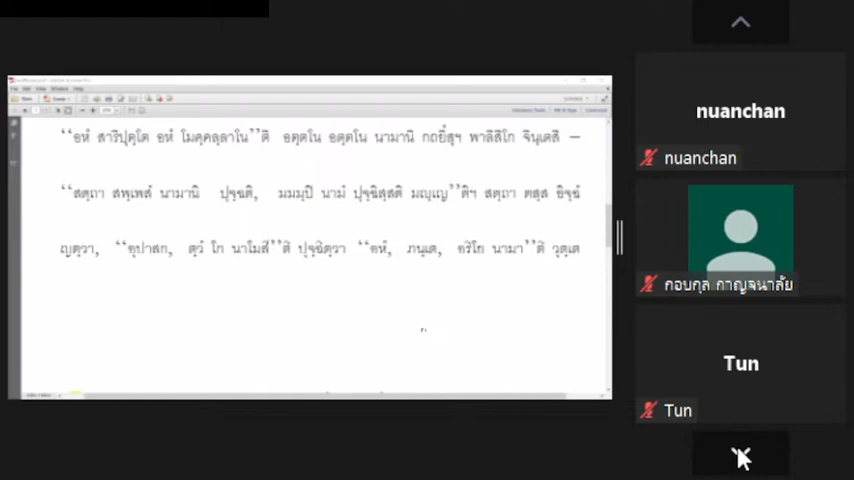 “อหํ สาริปุตฺโต อหํ โมคฺคลฺลาโน”ติ อตฺตโน อตฺตโน นามานิ กถยึสุฯ พาลิสิโก จินฺเตสิ –
“สตฺถา สพฺเพสํ นามานิ ปุจฺฉติ, มมมฺปิ นามํ ปุจฺฉิสฺสติ มญฺเญ”ติฯ สตฺถา ตสฺส อิจฺฉํ
ญตฺวา, “อุปาสก, ตฺวํ โก นาโมสี”ติ ปุจฺฉิตฺวา “อหํ, ภนฺเต, อริโย นามา”ติ วุตฺเต
nuanchan
nuanchan
กอบกุล กาญจนาลัย
Tun
Tun